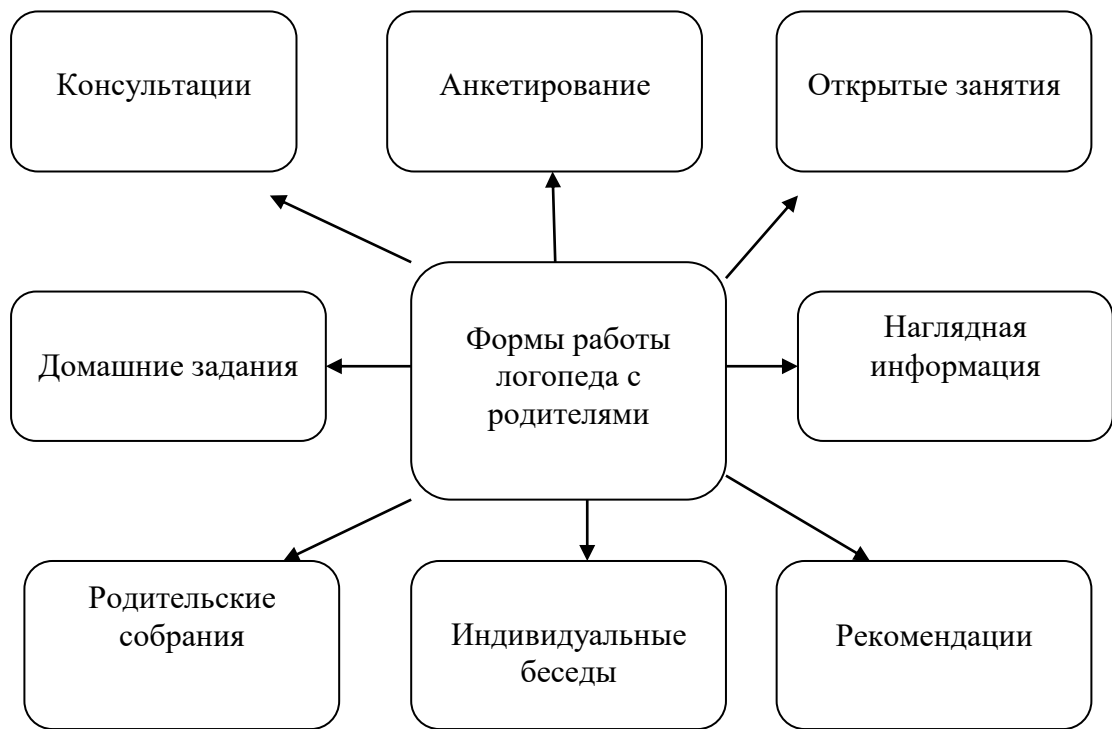 Консультации
Анкетирование
Открытые занятия
Домашние задания
Формы работы
логопеда с
родителями
Наглядная
информация
Родительские
собрания
Индивидуальные
беседы
Рекомендации